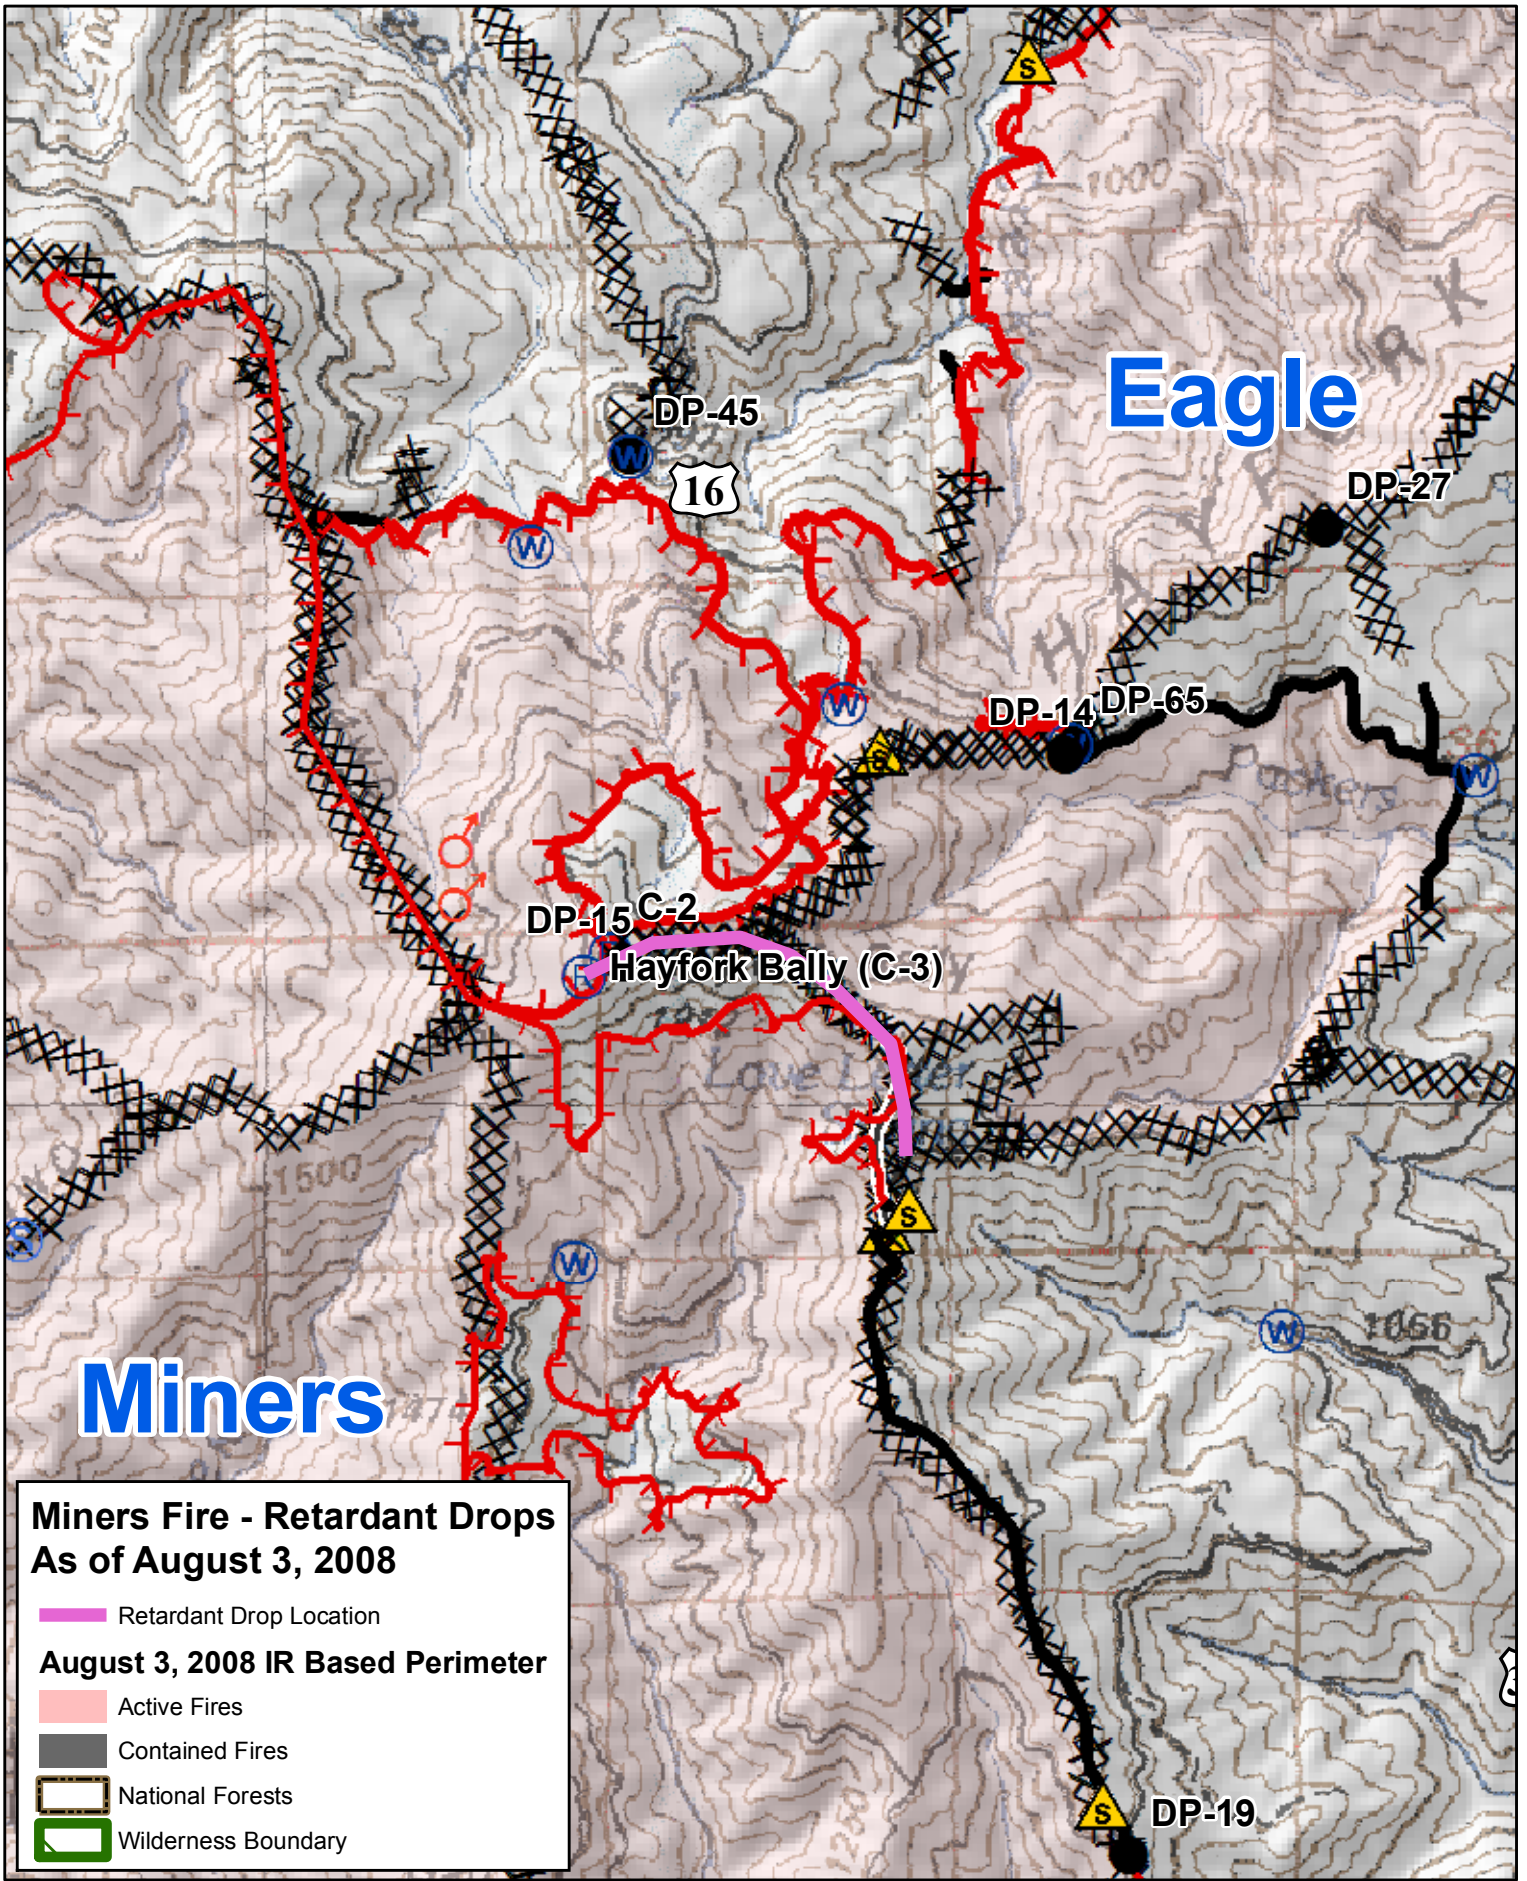 S
1000
H A Y F O R K
Eagle
DP-45
W
16
DP-27
W
W
DP-14
DP-65
S
Packers
W
DP-15
C-2
R
Hayfork Bally (C-3)
1500
1500
S
W
W
1056
Miners
Miners Fire - Retardant Drops
As of August 3, 2008
Retardant Drop Location
August 3, 2008 IR Based Perimeter
Active Fires
Contained Fires
National Forests
Wilderness Boundary
S
DP-19